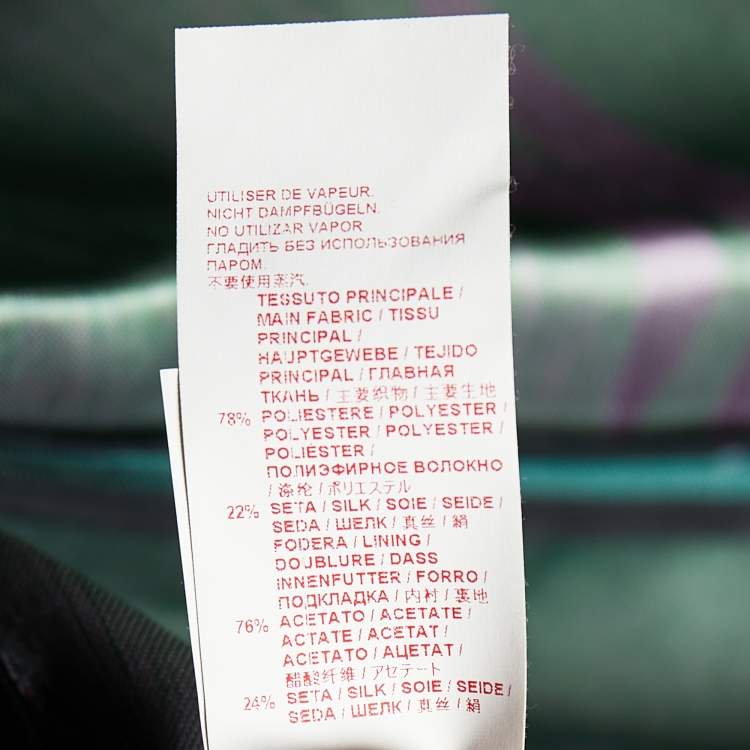 UTILISER DE VAPEUR.
NICHT DAMPFBÜGELN.
NO UTILIZAR VAPOR
ГЛАДИТЬ БЕЗ ИСПОЛЬЗОВАНИЯ
ПАРОМ.
不要使用蒸汽.
TESSUTO PRINCIPALE /
MAIN FABRIC / TISSU
PRINCIPAL /
HAUPTGEWEBE / TEJIDO
PRINCIPAL / ГЛАВНАЯ
ТКАНЬ / 主要织物 / 主要生地
78% POLIESTERE / POLYESTER /
POLYESTER / POLYESTER /
POLIÉSTER /
ПОЛИЭФИРНОЕ ВОЛОКНО
/ 涤纶 / ポリエステル
22% SETA / SILK / SOIE / SEIDE /
SEDA / ШЕЛК / 真丝 / 絹
FODERA / LINING /
DOUBLURE / DASS
INNENFUTTER / FORRO /
ПОДКЛАДКА / 内衬 / 裏地
76% ACETATO / ACETATE /
ACTATE / ACETAT /
ACETATO / АЦЕТАТ /
醋酸纤维 / アセテート
24% SETA / SILK / SOIE / SEIDE /
SEDA / ШЕЛК / 真丝 / 絹